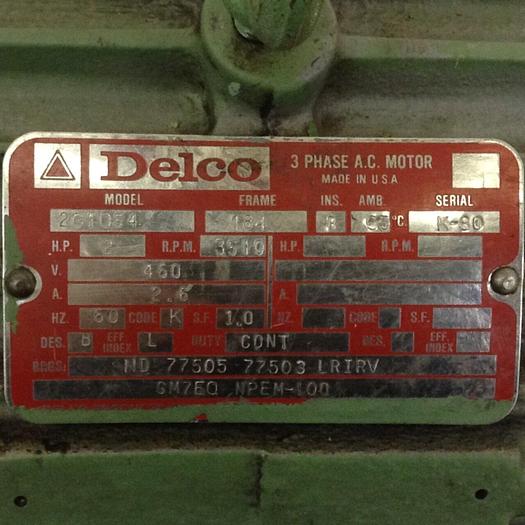 Delco 3 PHASE A.C. MOTOR
MADE IN U.S.A.
MODEL FRAME INS. AMB. SERIAL
2G1034 184 °C. K-80
H.P. 2 R.P.M. 3510 H.P. R.P.M.
V. 460
A. 2.6 A.
HZ. 60 CODE K S.F. 1.0 HZ. CODE S.F.
DES. B EFF. INDEX L DUTY CONT DES. EFF. INDEX
BRGS: ND 77505 77503 LRIRV
GM7EQ NPEM-100